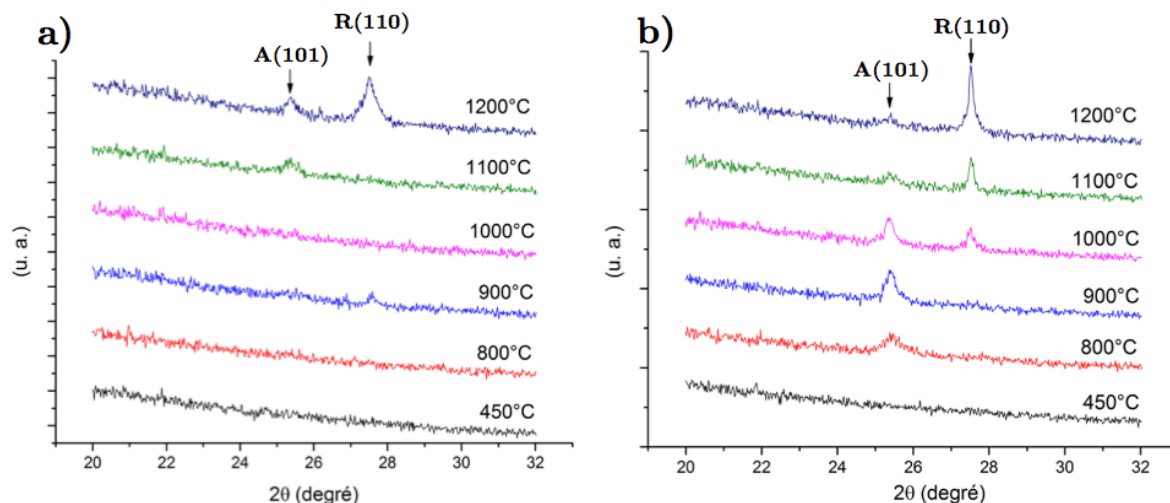 a)
R(110)
A(101)
1200°C
1100°C
1000°C
900°C
800°C
450°C
(u. a.)
20 22 24 26 28 30 32
2θ (degré)
b)
R(110)
A(101)
1200°C
1100°C
1000°C
900°C
800°C
450°C
(u. a.)
20 22 24 26 28 30 32
2θ (degré)